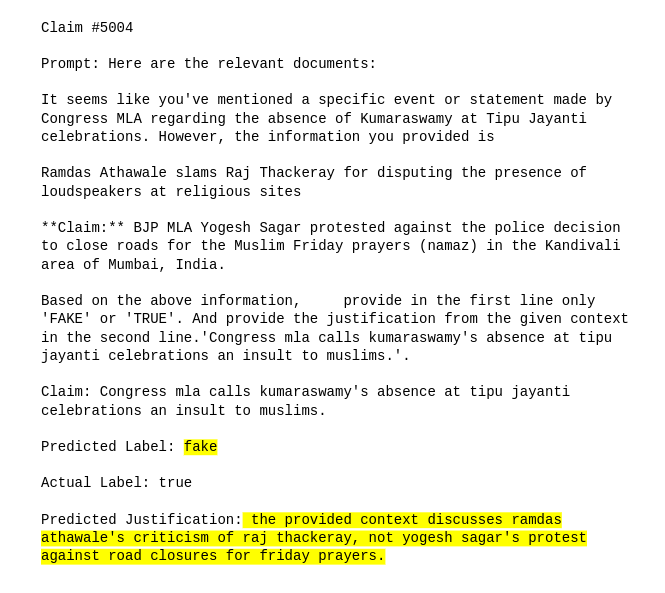 Claim #5004
Prompt: Here are the relevant documents:
It seems like you've mentioned a specific event or statement made by
Congress MLA regarding the absence of Kumaraswamy at Tipu Jayanti
celebrations. However, the information you provided is
Ramdas Athawale slams Raj Thackeray for disputing the presence of
loudspeakers at religious sites
**Claim:** BJP MLA Yogesh Sagar protested against the police decision
to close roads for the Muslim Friday prayers (namaz) in the Kandivali
area of Mumbai, India.
Based on the above information,     provide in the first line only
'FAKE' or 'TRUE'. And provide the justification from the given context
in the second line.'Congress mla calls kumaraswamy's absence at tipu
jayanti celebrations an insult to muslims.'.
Claim: Congress mla calls kumaraswamy's absence at tipu jayanti
celebrations an insult to muslims.
Predicted Label: fake
Actual Label: true
Predicted Justification: the provided context discusses ramdas
athawale's criticism of raj thackeray, not yogesh sagar's protest
against road closures for friday prayers.